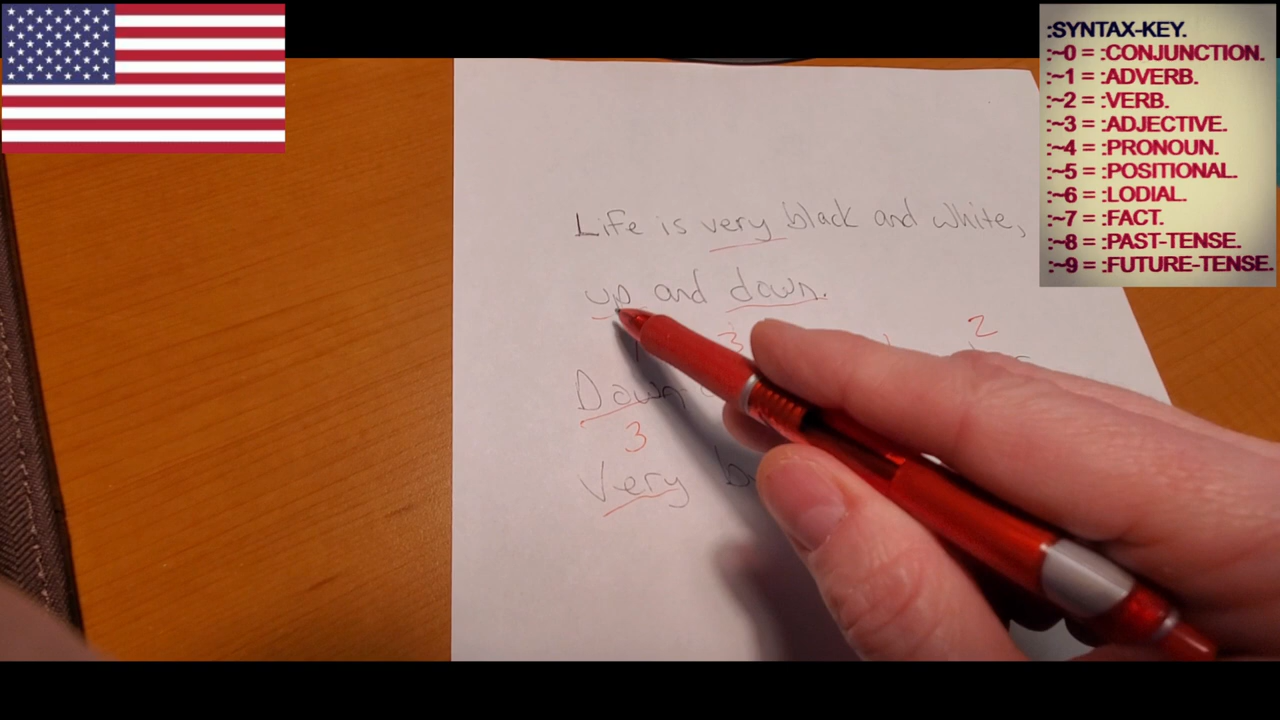 :SYNTAX-KEY.
:~0 = :CONJUNCTION.
:~1 = :ADVERB.
:~2 = :VERB.
:~3 = :ADJECTIVE.
:~4 = :PRONOUN.
:~5 = :POSITIONAL.
:~6 = :LODIAL.
:~7 = :FACT.
:~8 = :PAST-TENSE.
:~9 = :FUTURE-TENSE.
Life is very black and white,
up and down.
3 2
Down
3
Very